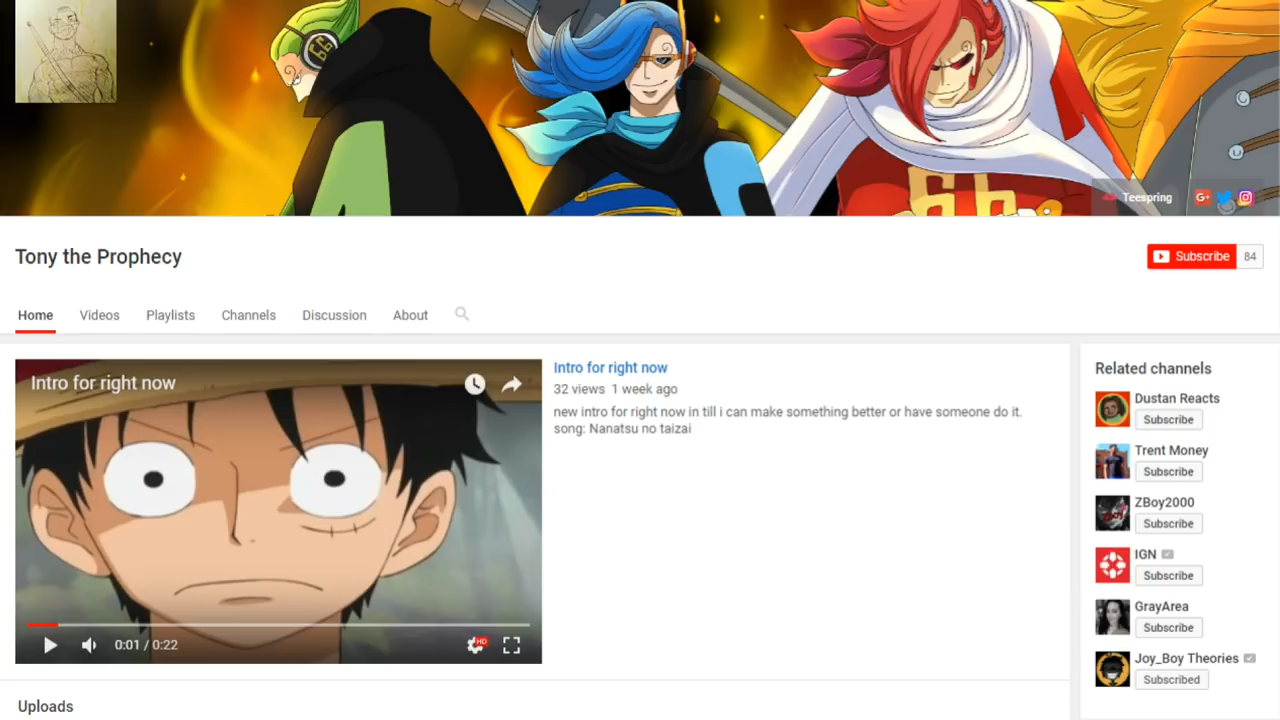 66
66
Teespring
G+
Tony the Prophecy
Subscribe 84
Home Videos Playlists Channels Discussion About
Intro for right now
Intro for right now
32 views 1 week ago
new intro for right now in till i can make something better or have someone do it.
song: Nanatsu no taizai
0:01 / 0:22
HD
Related channels
Dustan Reacts
Subscribe
Trent Money
Subscribe
ZBoy2000
Subscribe
IGN
Subscribe
GrayArea
Subscribe
Joy_Boy Theories
Subscribed
Uploads